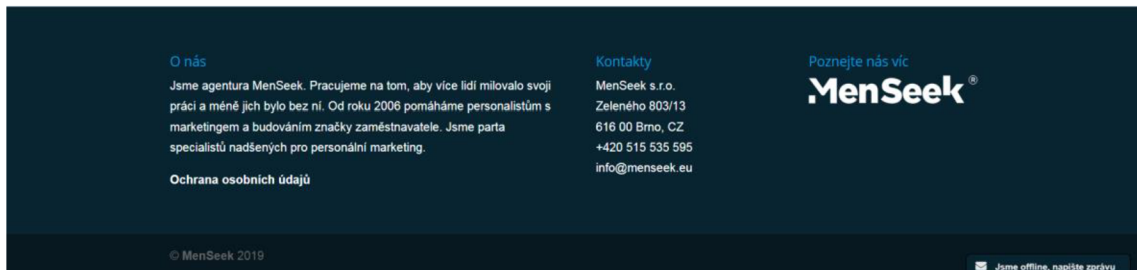 O nás
Jsme agentura MenSeek. Pracujeme na tom, aby více lidí milovalo svoji
práci a méně jich bylo bez ní. Od roku 2006 pomáháme personalistům s
marketingem a budováním značky zaměstnavatele. Jsme parta
specialistů nadšených pro personální marketing.
Ochrana osobních údajů
Kontakty
MenSeek s.r.o.
Zeleného 803/13
616 00 Brno, CZ
+420 515 535 595
info@menseek.eu
Poznejte nás víc
MenSeek®
© MenSeek 2019
Jsme offline, napište zprávu